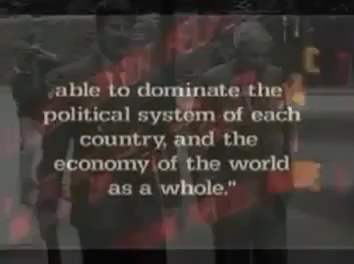 able to dominate the
political system of each
country, and the
economy of the world
as a whole."